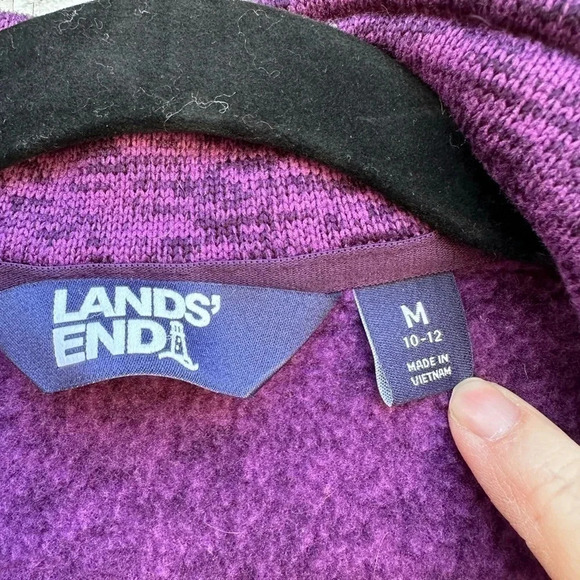 LANDS'
END
M
10-12
MADE IN
VIETNAM